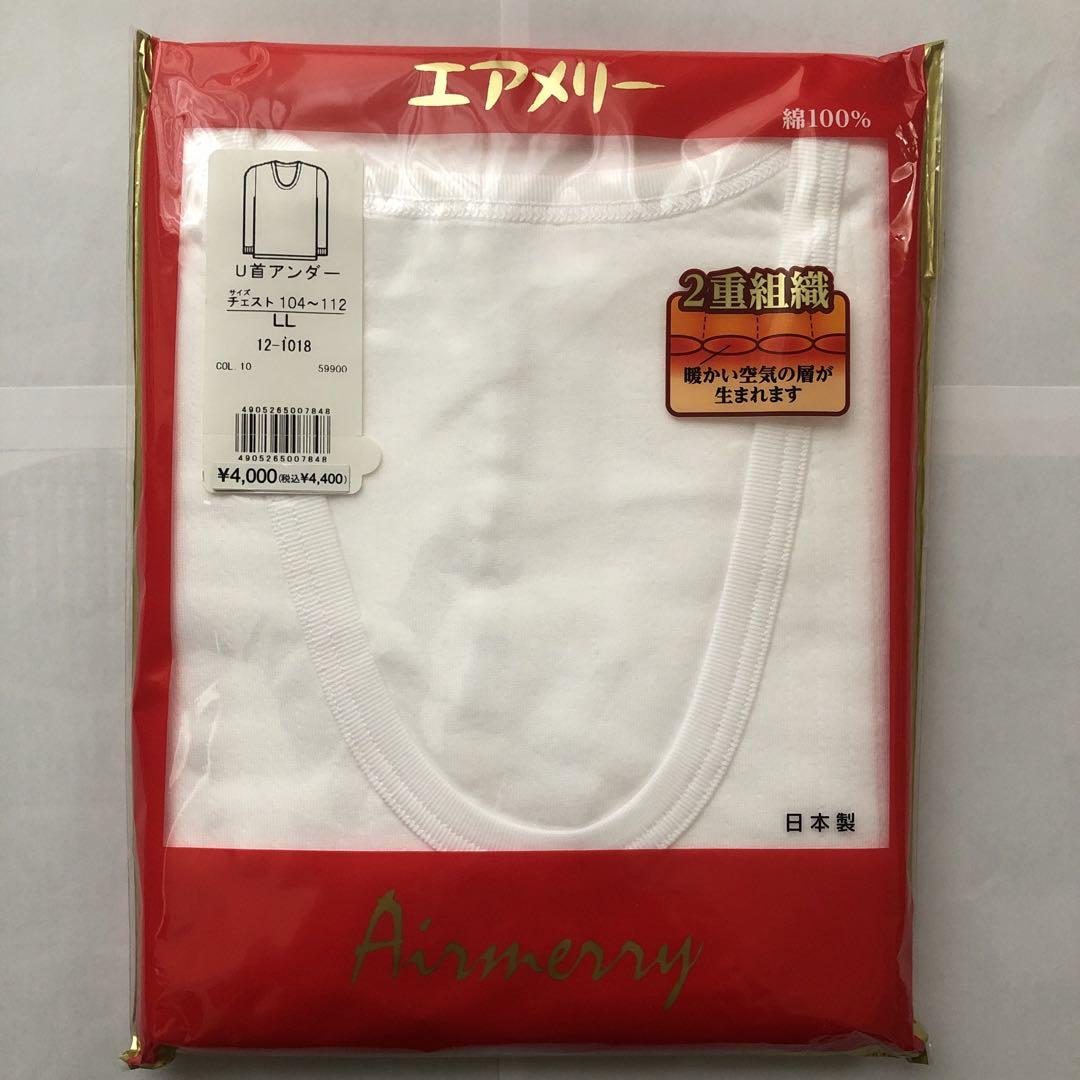 エアメリー
綿100%
U首アンダー
サイズ
チェスト 104～112
LL
12-1018
COL. 10 59900
4905265007848
4905265007848
¥4,000(税込¥4,400)
2重組織
暖かい空気の層が
生まれます
日本製
Airmerry